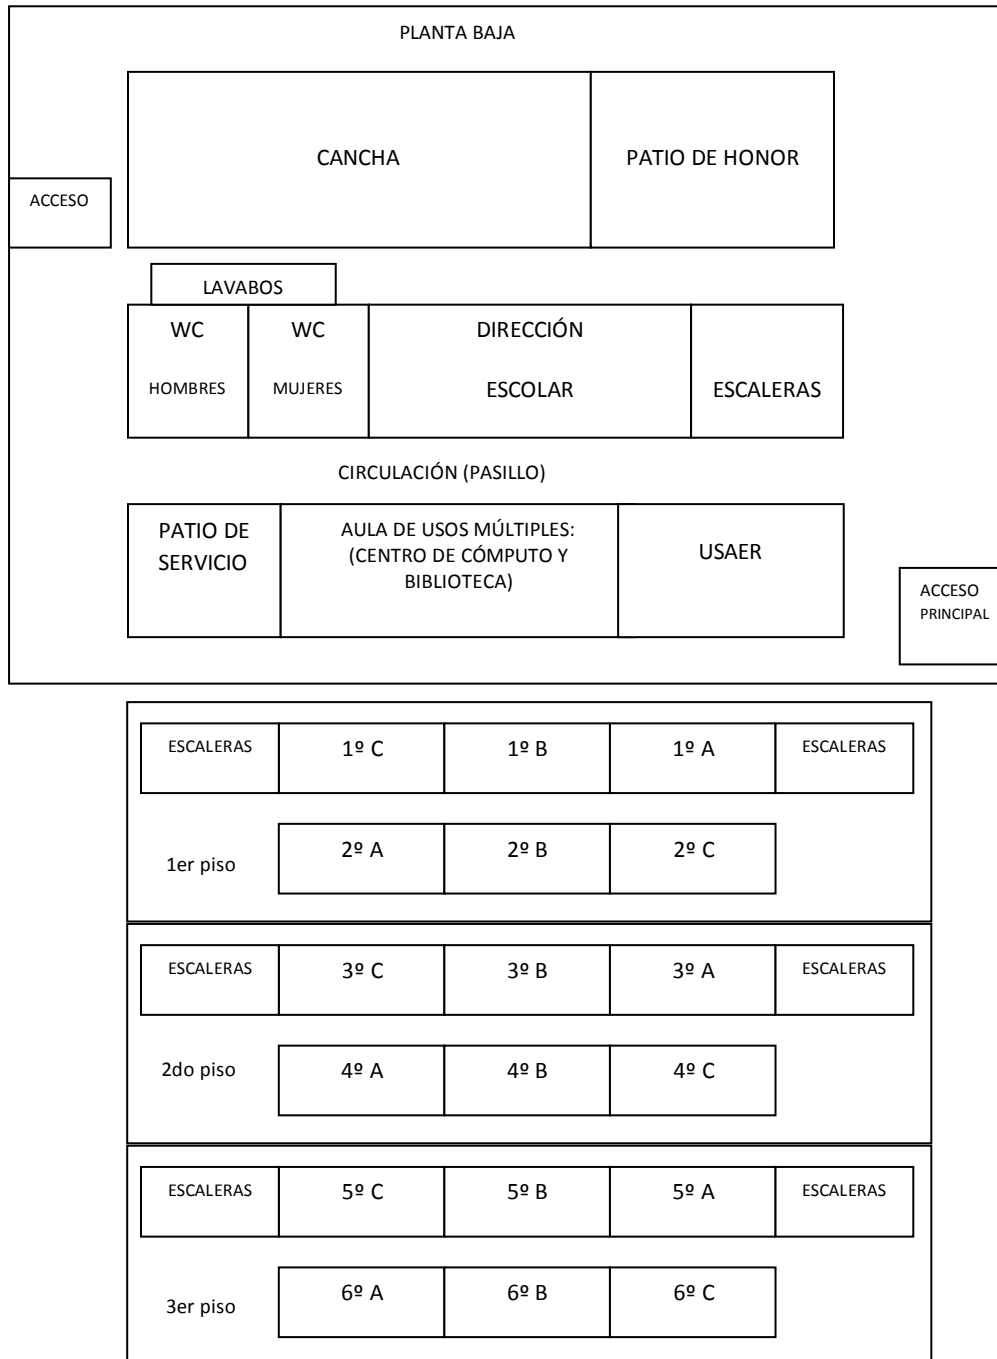 PLANTA BAJA
CANCHA
PATIO DE HONOR
ACCESO
LAVABOS
WC
HOMBRES
WC
MUJERES
DIRECCIÓN
ESCOLAR
ESCALERAS
CIRCULACIÓN (PASILLO)
PATIO DE
SERVICIO
AULA DE USOS MÚLTIPLES:
(CENTRO DE CÓMPUTO Y
BIBLIOTECA)
USAER
ACCESO
PRINCIPAL
ESCALERAS
1º C
1º B
1º A
ESCALERAS
1er piso
2º A
2º B
2º C
ESCALERAS
3º C
3º B
3º A
ESCALERAS
2do piso
4º A
4º B
4º C
ESCALERAS
5º C
5º B
5º A
ESCALERAS
3er piso
6º A
6º B
6º C